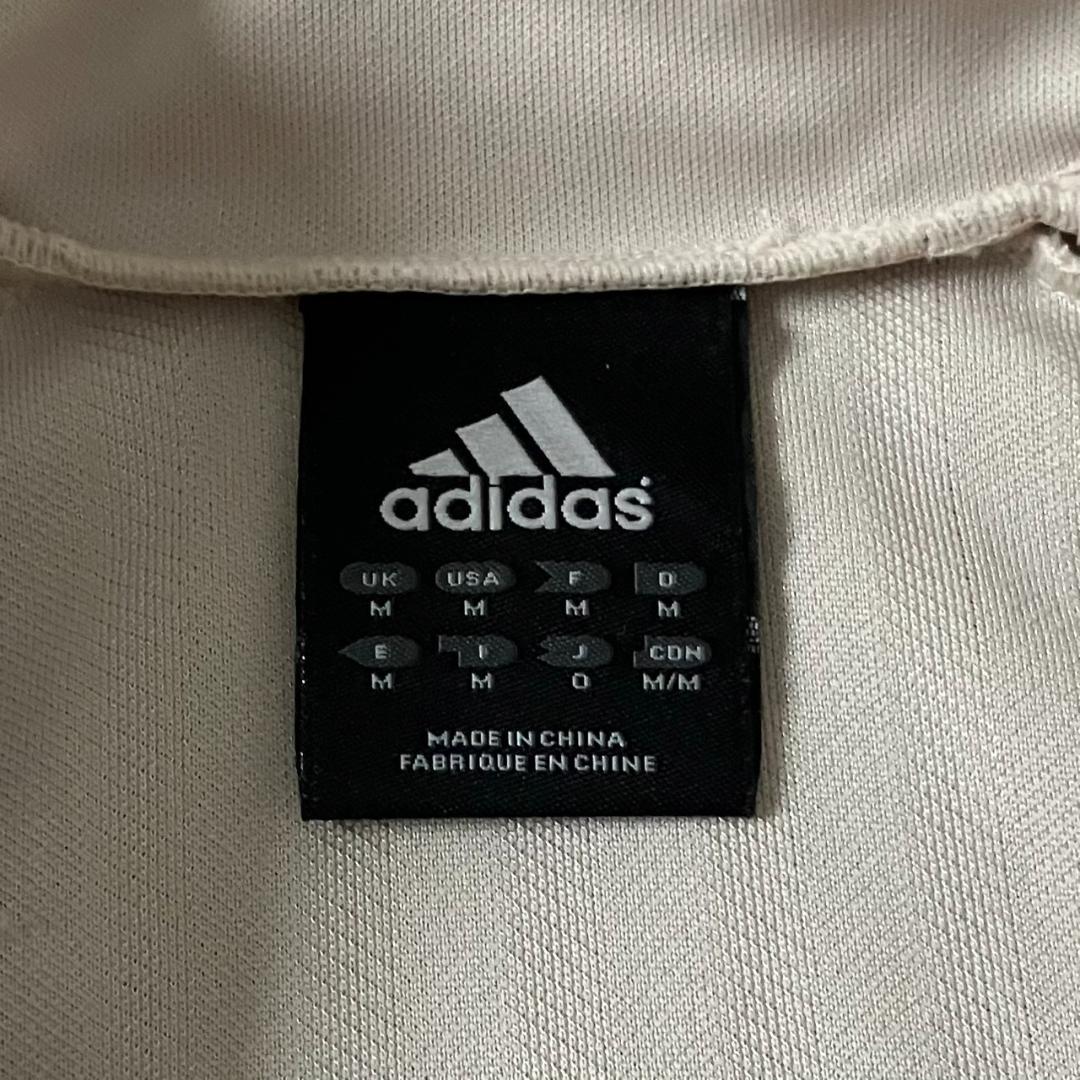 adidas
UK USA F D
M M M M
E I J CDN
M M O M/M
MADE IN CHINA
FABRIQUE EN CHINE